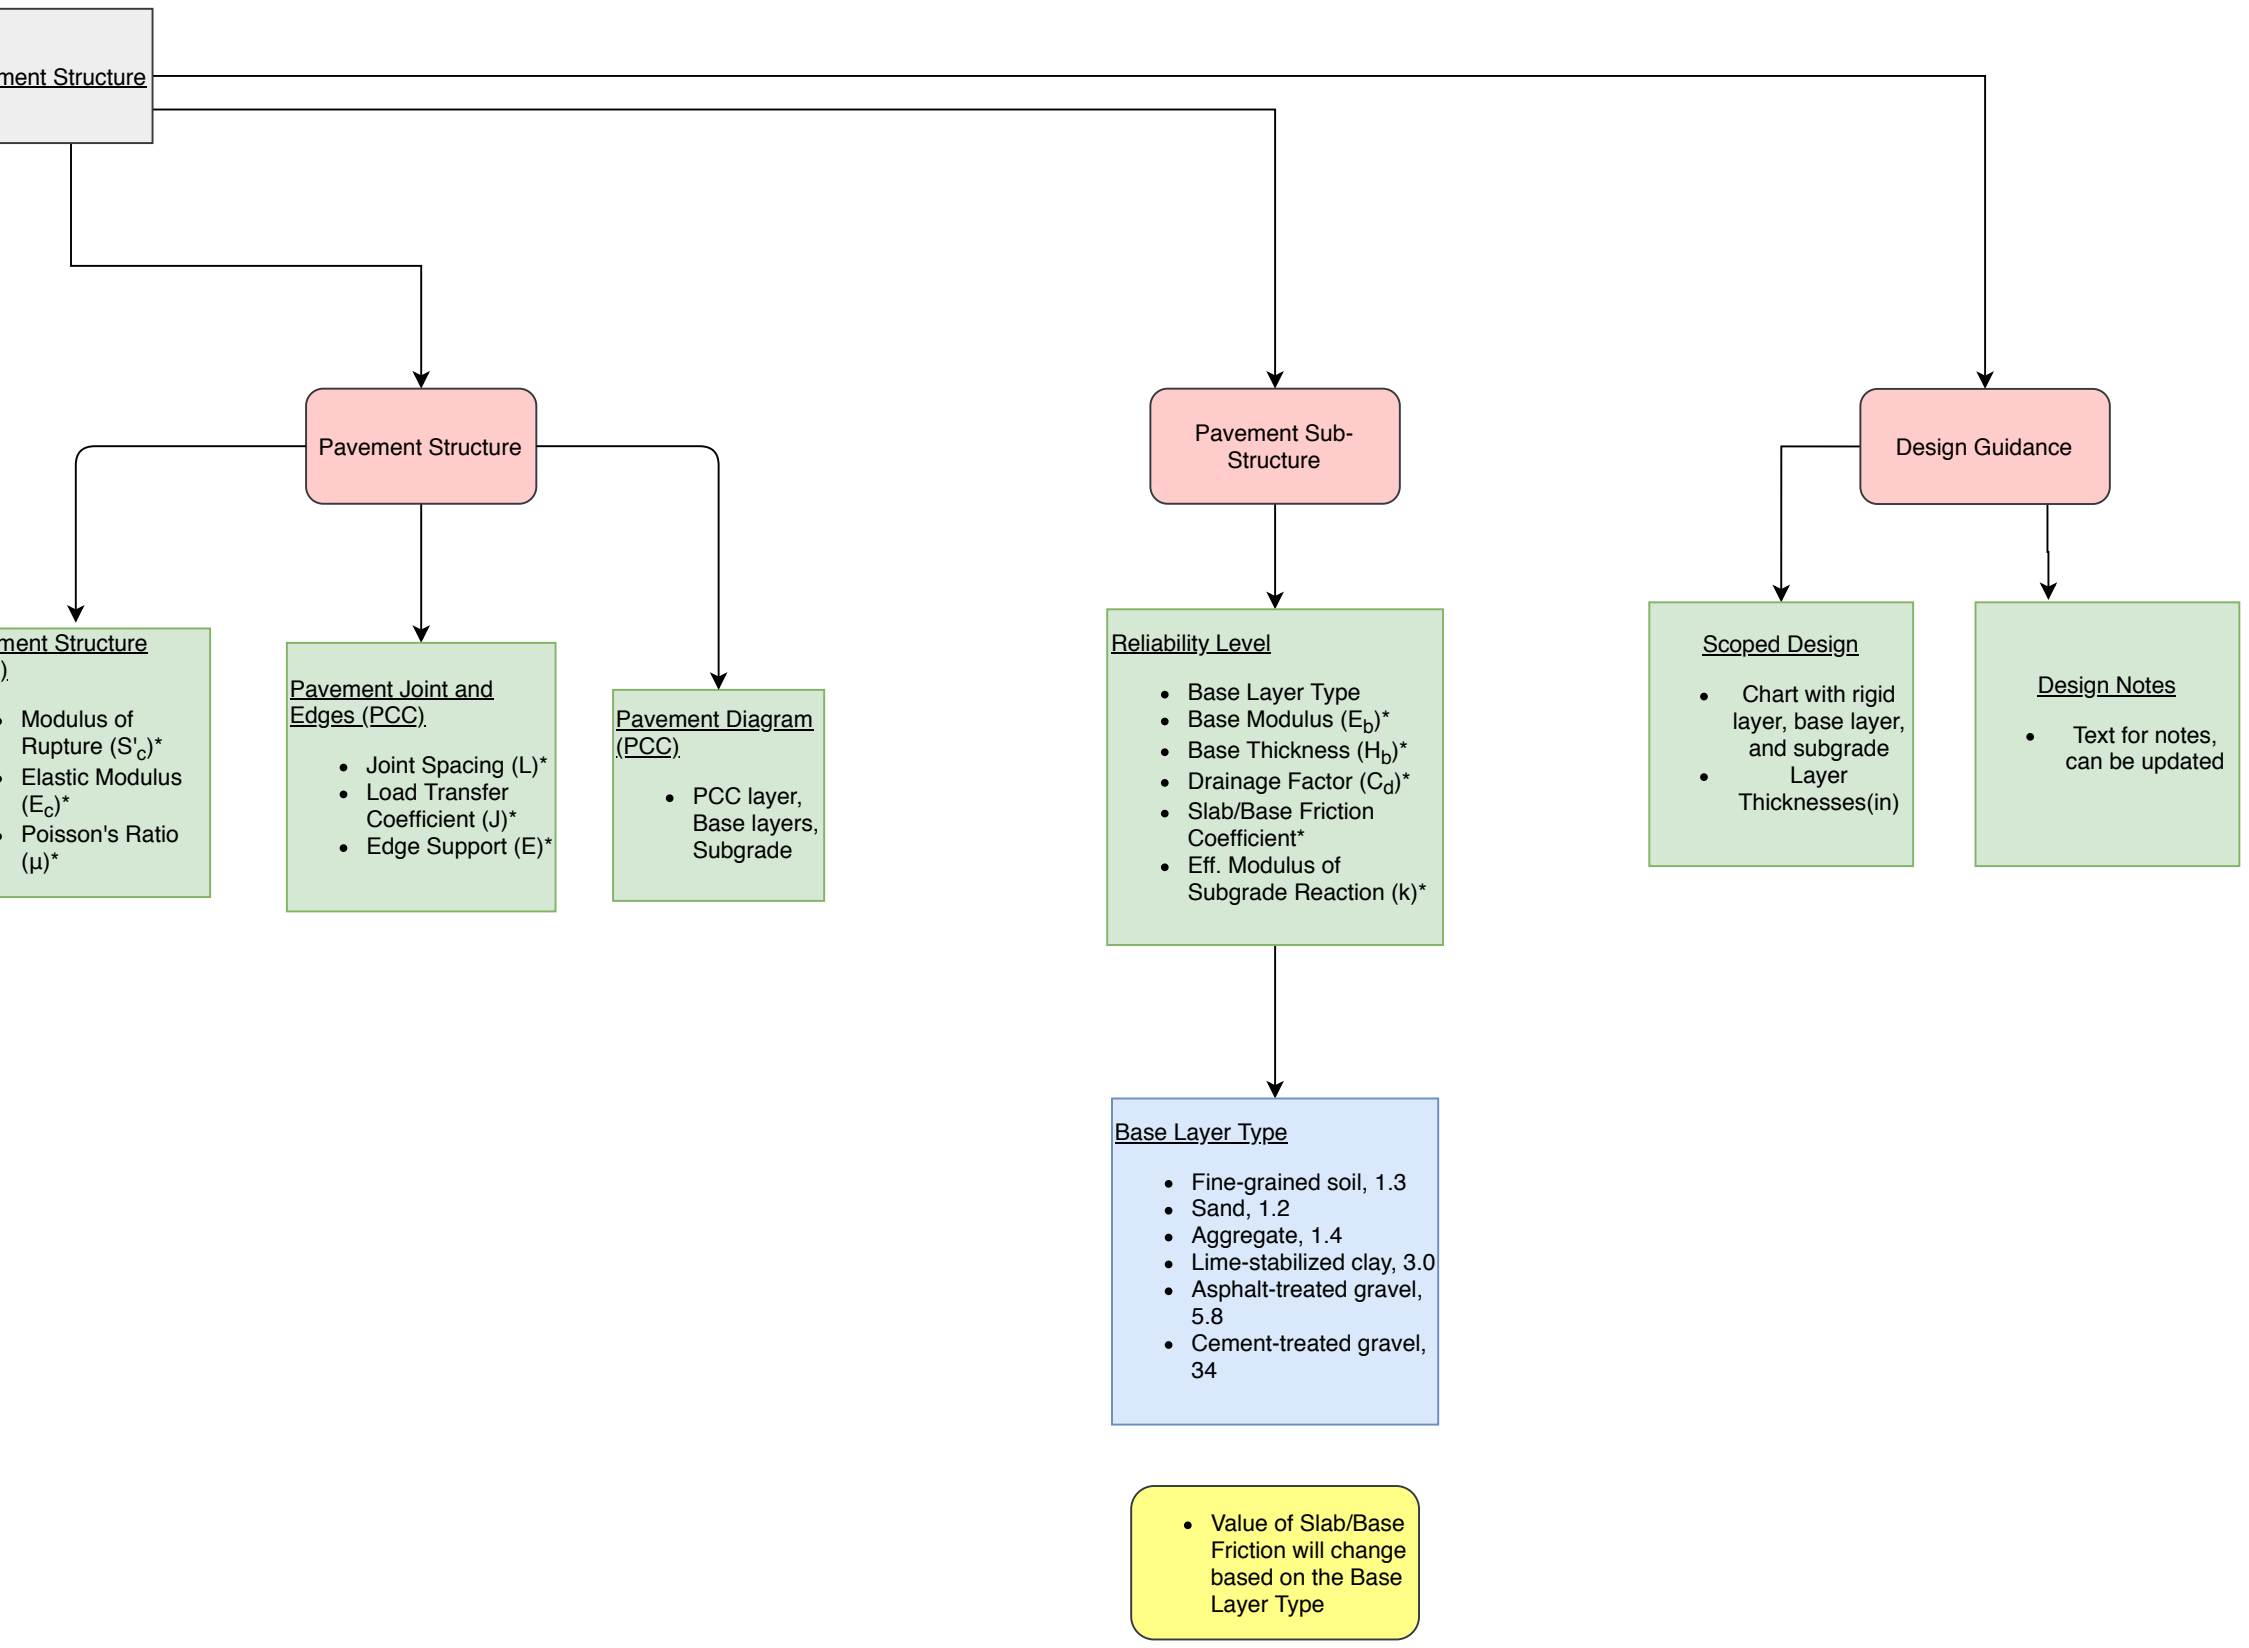 ment Structure
Pavement Structure
Pavement Sub-
Structure
Design Guidance
ment Structure
)
Modulus of
Rupture (S'c)*
Elastic Modulus
(Ec)*
Poisson's Ratio
(μ)*
Pavement Joint and
Edges (PCC)
Joint Spacing (L)*
Load Transfer
Coefficient (J)*
Edge Support (E)*
Pavement Diagram
(PCC)
PCC layer,
Base layers,
Subgrade
Reliability Level
Base Layer Type
Base Modulus (Eb)*
Base Thickness (Hb)*
Drainage Factor (Cd)*
Slab/Base Friction
Coefficient*
Eff. Modulus of
Subgrade Reaction (k)*
Scoped Design
Chart with rigid
layer, base layer,
and subgrade
Layer
Thicknesses(in)
Design Notes
Text for notes,
can be updated
Base Layer Type
Fine-grained soil, 1.3
Sand, 1.2
Aggregate, 1.4
Lime-stabilized clay, 3.0
Asphalt-treated gravel,
5.8
Cement-treated gravel,
34
Value of Slab/Base
Friction will change
based on the Base
Layer Type